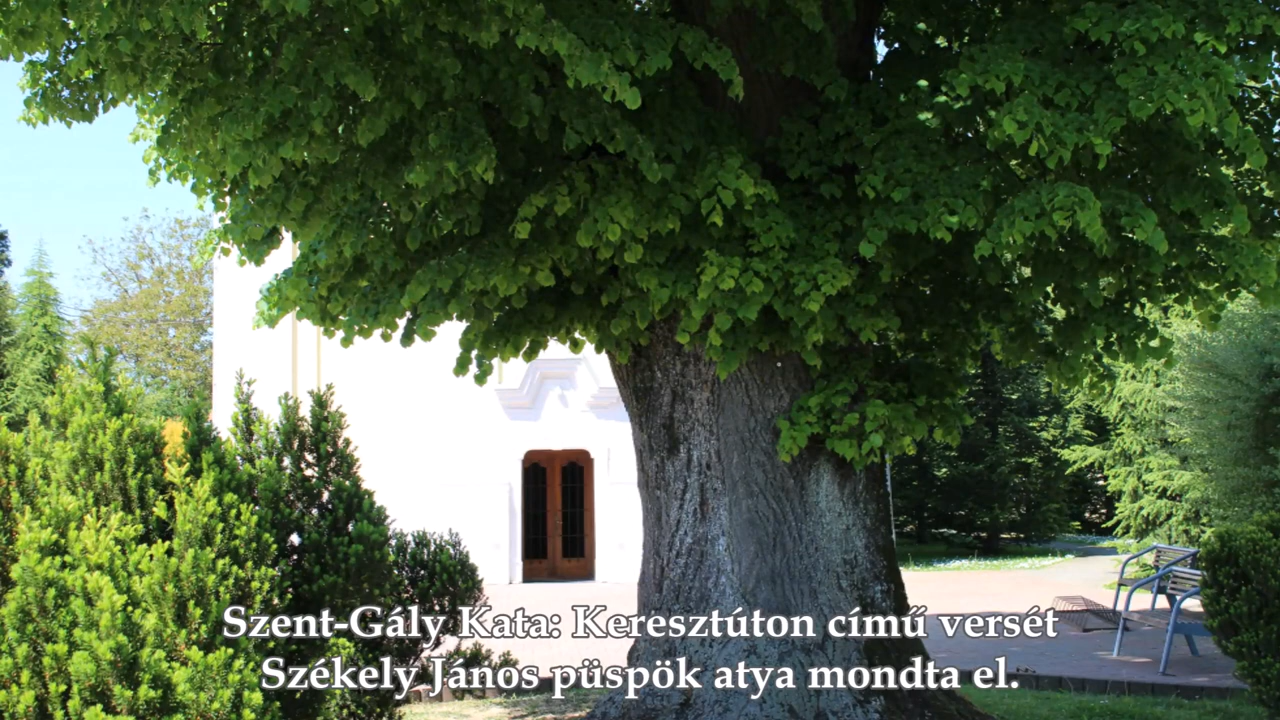 Szent-Gály Kata: Keresztúton című versét
Székely János püspök atya mondta el.